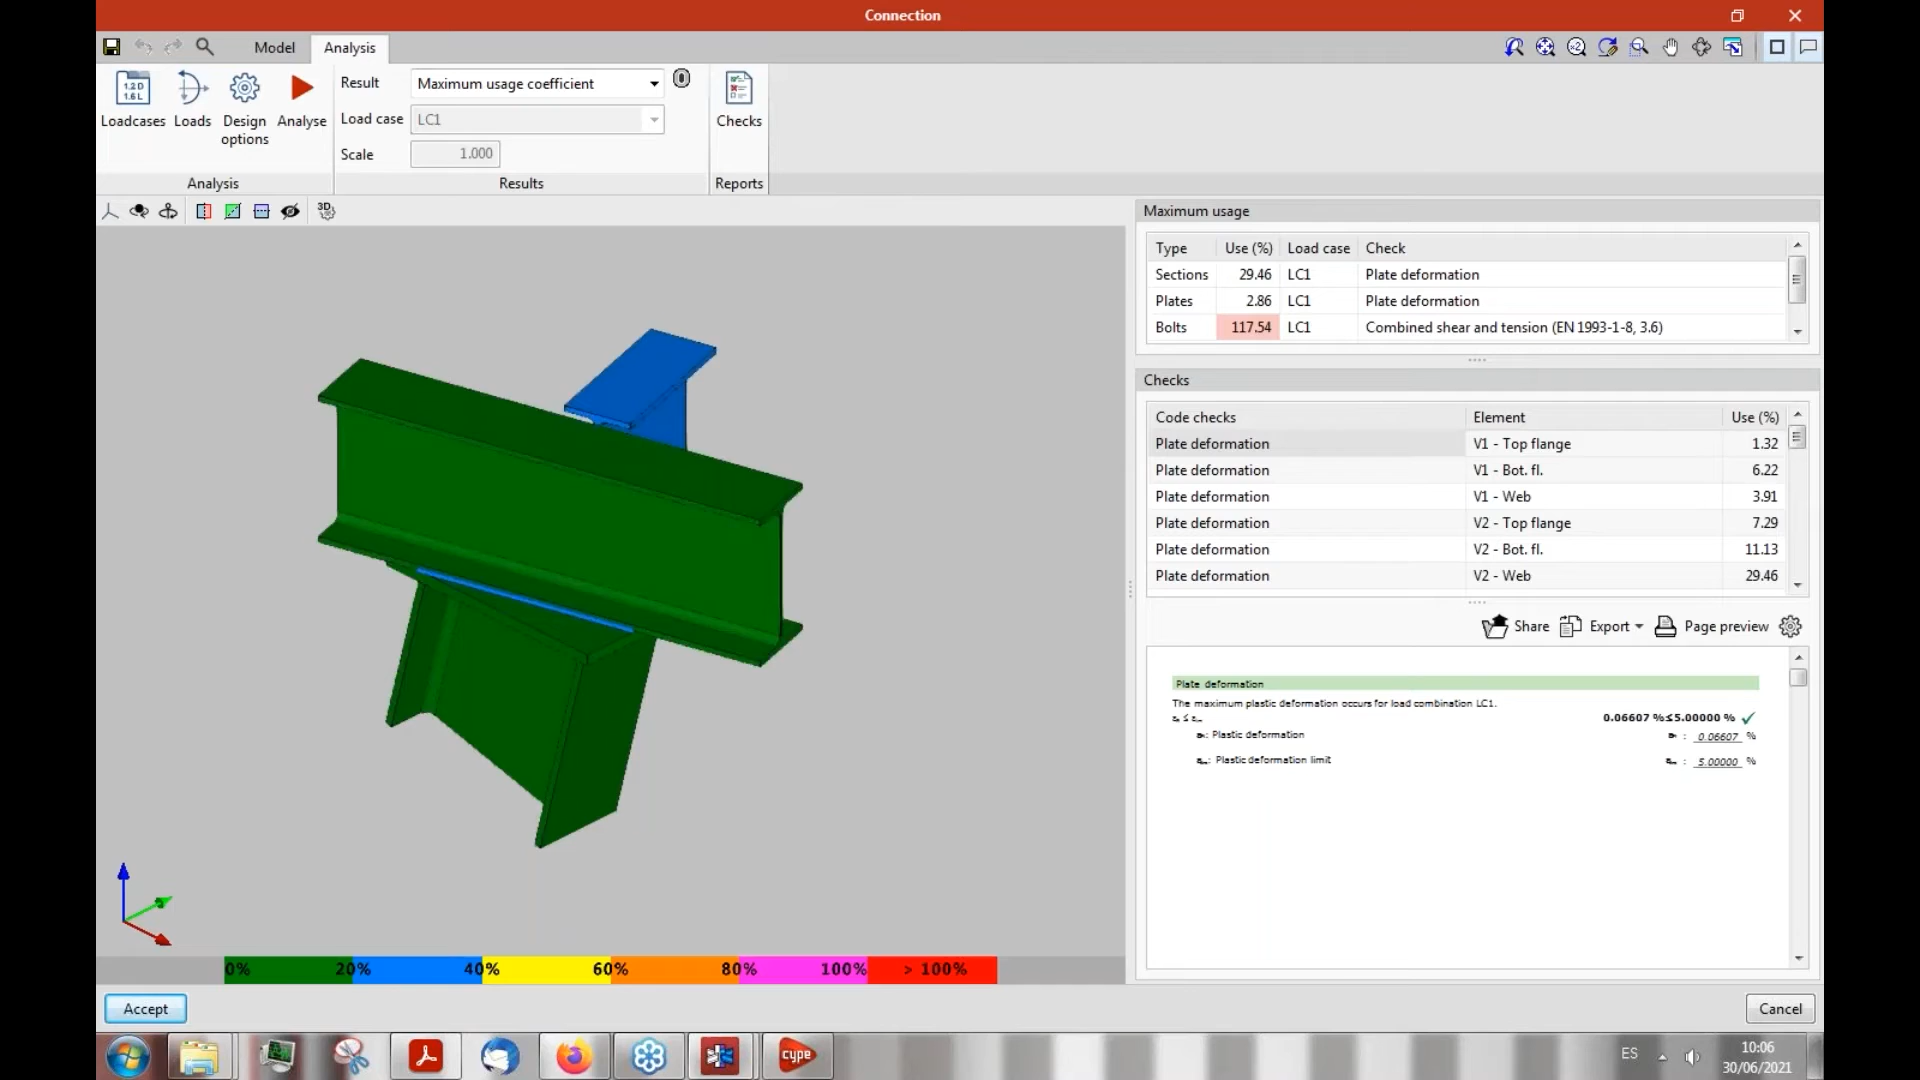 Connection
Model
Analysis
1.2 D
1.6 L
Loadcases
Loads
Design
options
Analyse
Analysis
Result
Maximum usage coefficient
Load case
LC1
Scale
1.000
Results
Checks
Reports
x2
3D
Maximum usage
Type Use (%) Load case Check
Sections 29.46 LC1 Plate deformation
Plates 2.86 LC1 Plate deformation
Bolts 117.54 LC1 Combined shear and tension (EN 1993-1-8, 3.6)
Checks
Code checks Element Use (%)
Plate deformation V1 - Top flange 1.32
Plate deformation V1 - Bot. fl. 6.22
Plate deformation V1 - Web 3.91
Plate deformation V2 - Top flange 7.29
Plate deformation V2 - Bot. fl. 11.13
Plate deformation V2 - Web 29.46
Share Export Page preview
Plate deformation
The maximum plastic deformation occurs for load combination LC1.
0.06607 %≤5.00000 % ✓
: Plastic deformation : 0.06607 %
: Plastic deformation limit : 5.00000 %
0% 20% 40% 60% 80% 100% > 100%
Accept
Cancel
cype
ES
10:06
30/06/2021